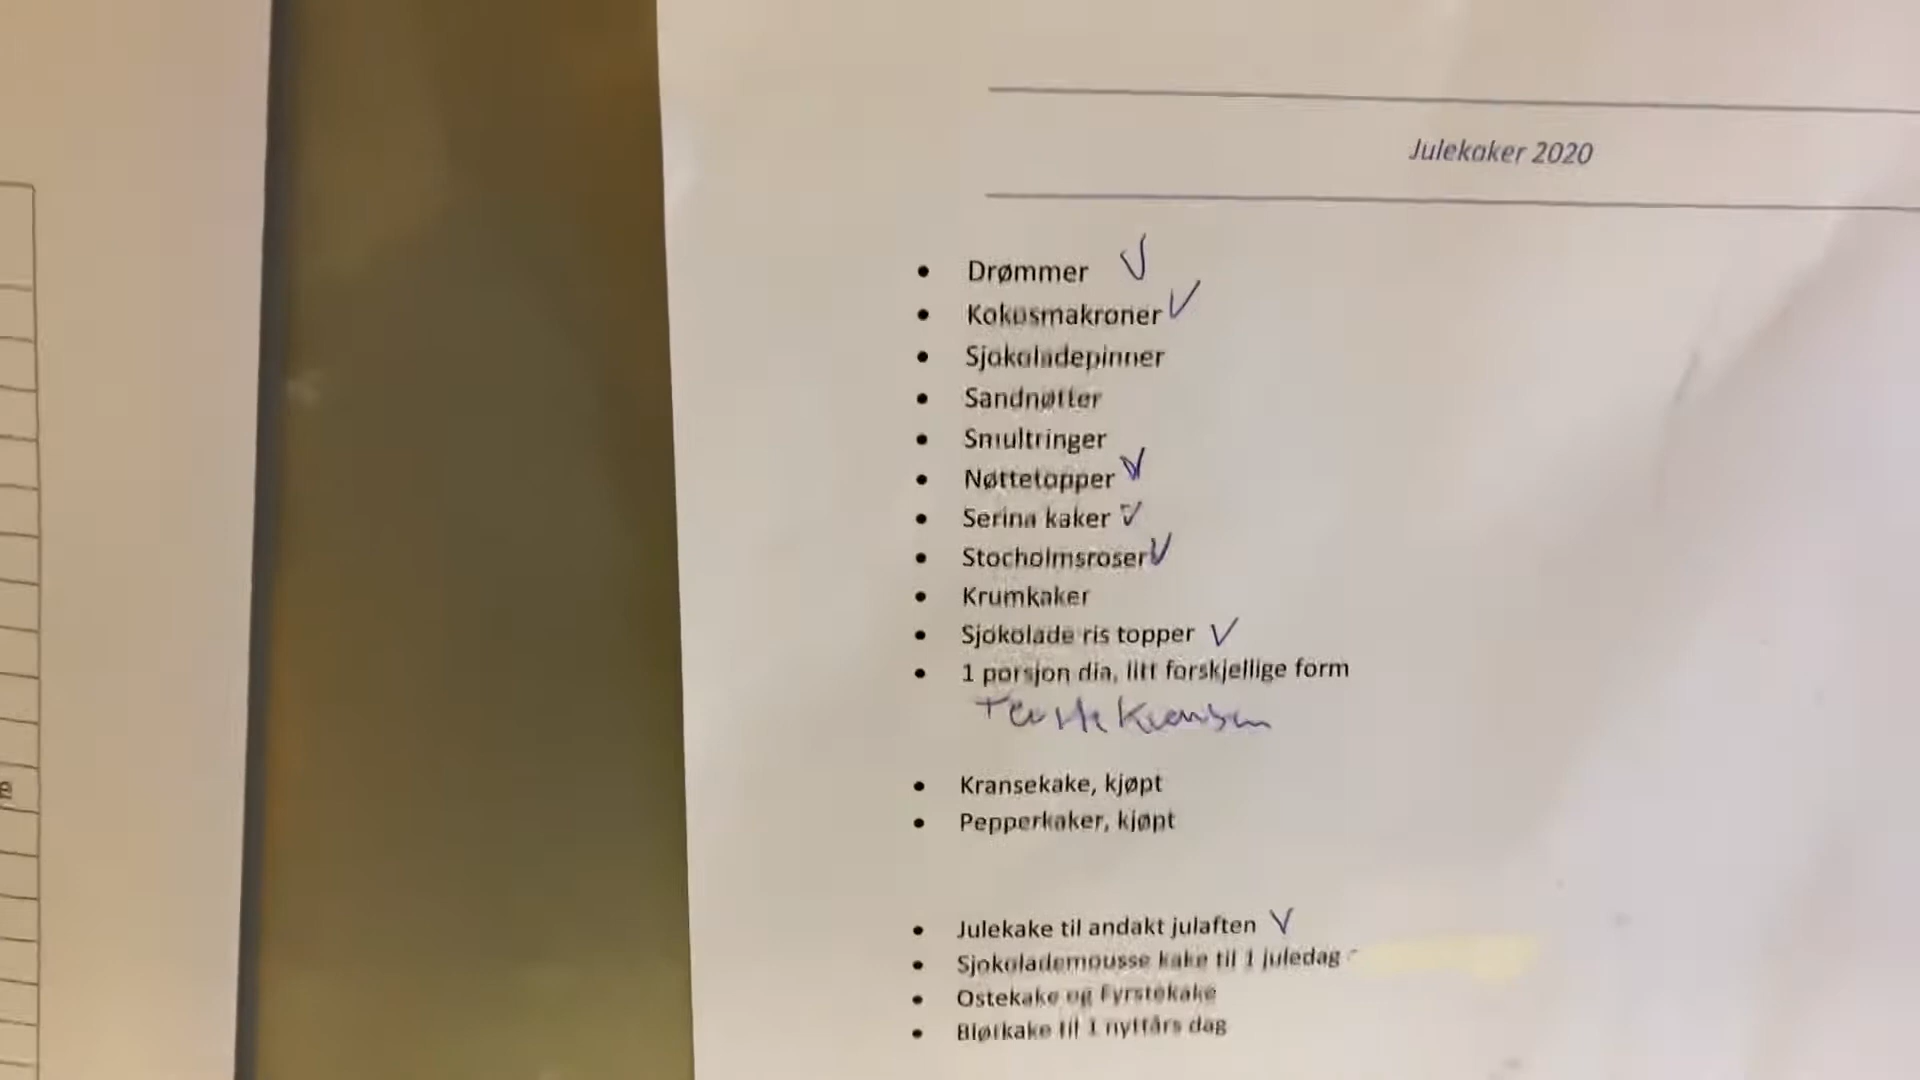 Julekaker 2020
Drømmer
Kokosmakroner
Sjokoladepinner
Sandnøtter
Smultringer
Nøttetopper
Serina kaker
Stocholmsroser
Krumkaker
Sjokolade ris topper
1 porsjon dia, litt forskjellige form
Kransekake, kjøpt
Pepperkaker, kjøpt
Julekake til andakt julaften
Sjokolademousse kake til 1 juledag -
Ostekake og Fyrstekake
Bløtkake til 1 nyttårs dag
e